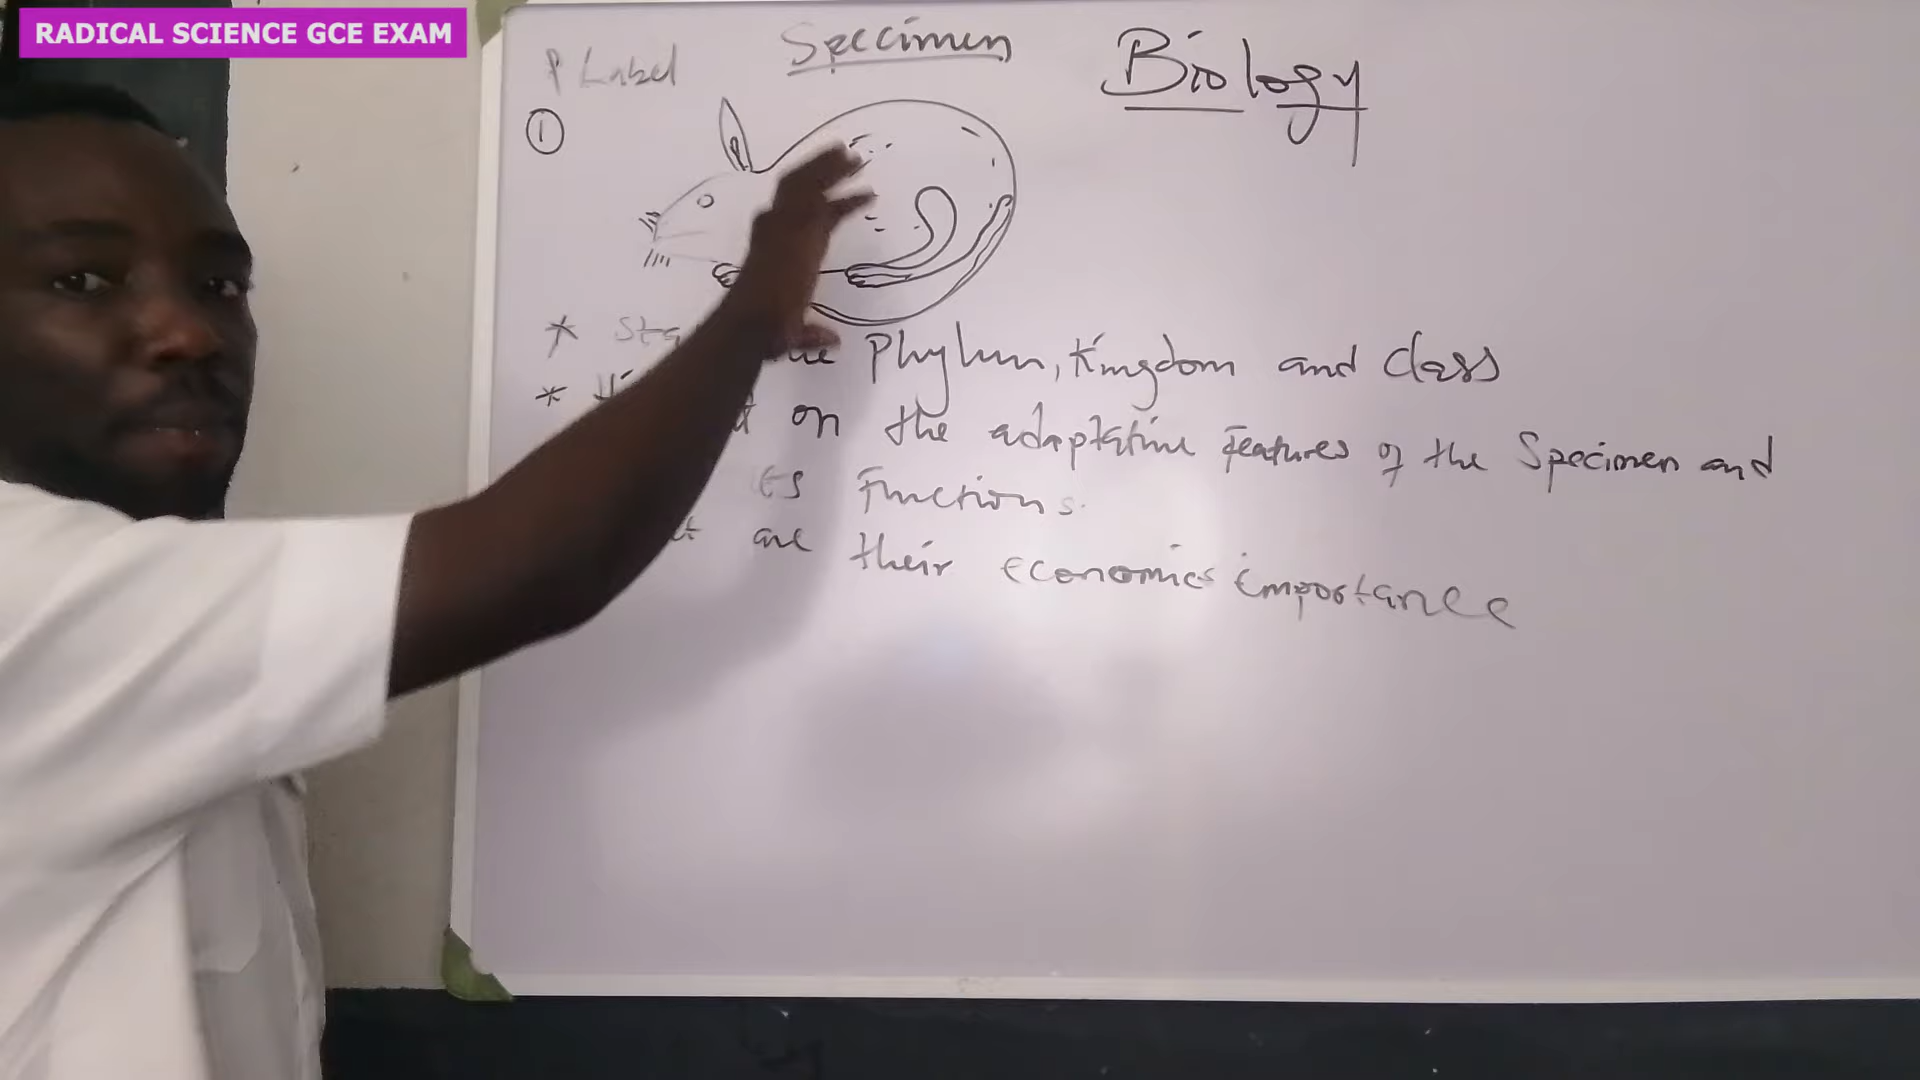 RADICAL SCIENCE GCE EXAM
Specimen
Biology
Label
①
* Phylum, Kingdom and Class
* on the adaptative features of the Specimen and
Functions.
are their economics importance